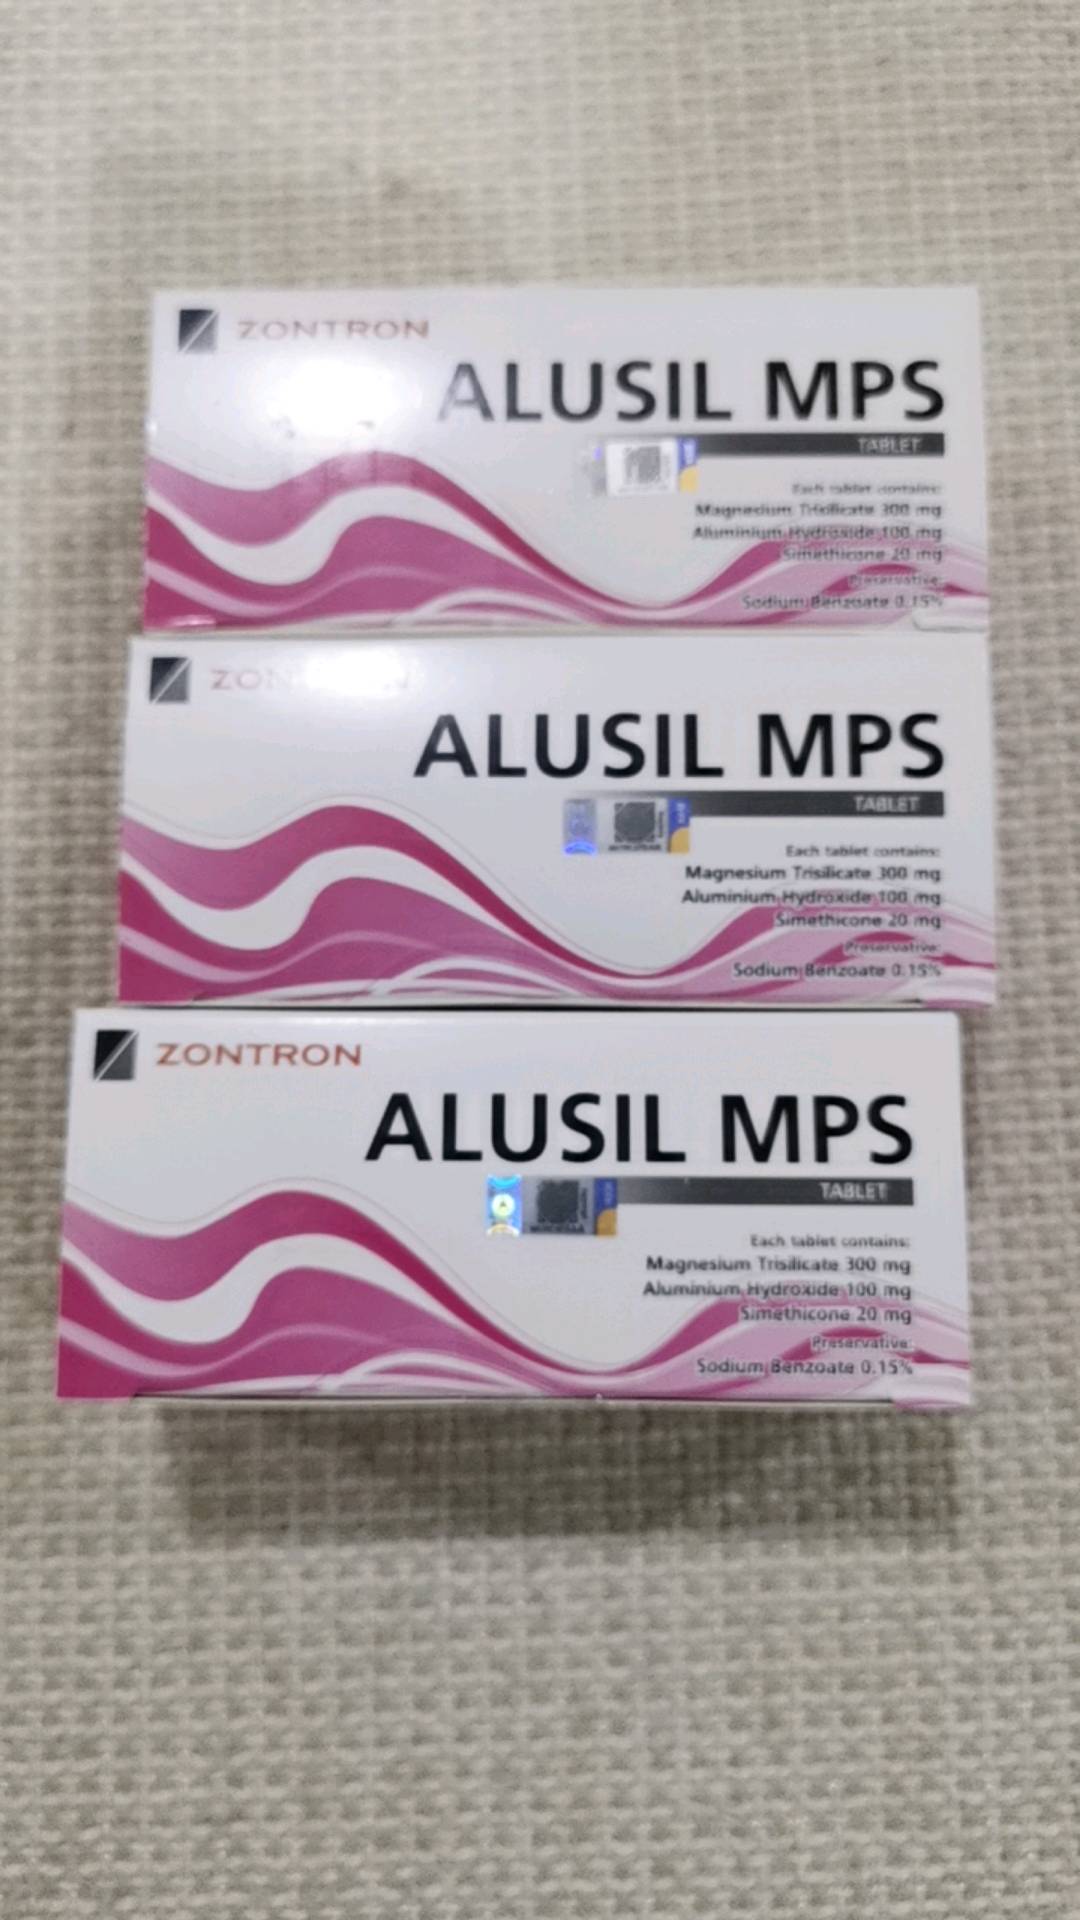 ZONTRON
ALUSIL MPS
TABLET
Each tablet contains:
Magnesium Trisilicate 300 mg
Aluminium Hydroxide 100 mg
Simethicone 20 mg
Preservative:
Sodium Benzoate 0.15%
ZO
ALUSIL MPS
TABLET
Each tablet contains:
Magnesium Trisilicate 300 mg
Aluminium Hydroxide 100 mg
Simethicone 20 mg
Preservative:
Sodium Benzoate 0.15%
ZONTRON
ALUSIL MPS
TABLET
Each tablet contains:
Magnesium Trisilicate 300 mg
Aluminium Hydroxide 100 mg
Simethicone 20 mg
Preservative:
Sodium Benzoate 0.15%